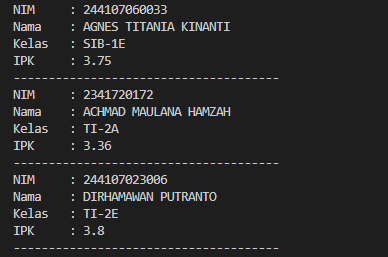 NIM : 244107060033
Nama : AGNES TITANIA KINANTI
Kelas : SIB-1E
IPK : 3.75
--------------------------------------
NIM : 2341720172
Nama : ACHMAD MAULANA HAMZAH
Kelas : TI-2A
IPK : 3.36
--------------------------------------
NIM : 244107023006
Nama : DIRHAMAWAN PUTRANTO
Kelas : TI-2E
IPK : 3.8
--------------------------------------